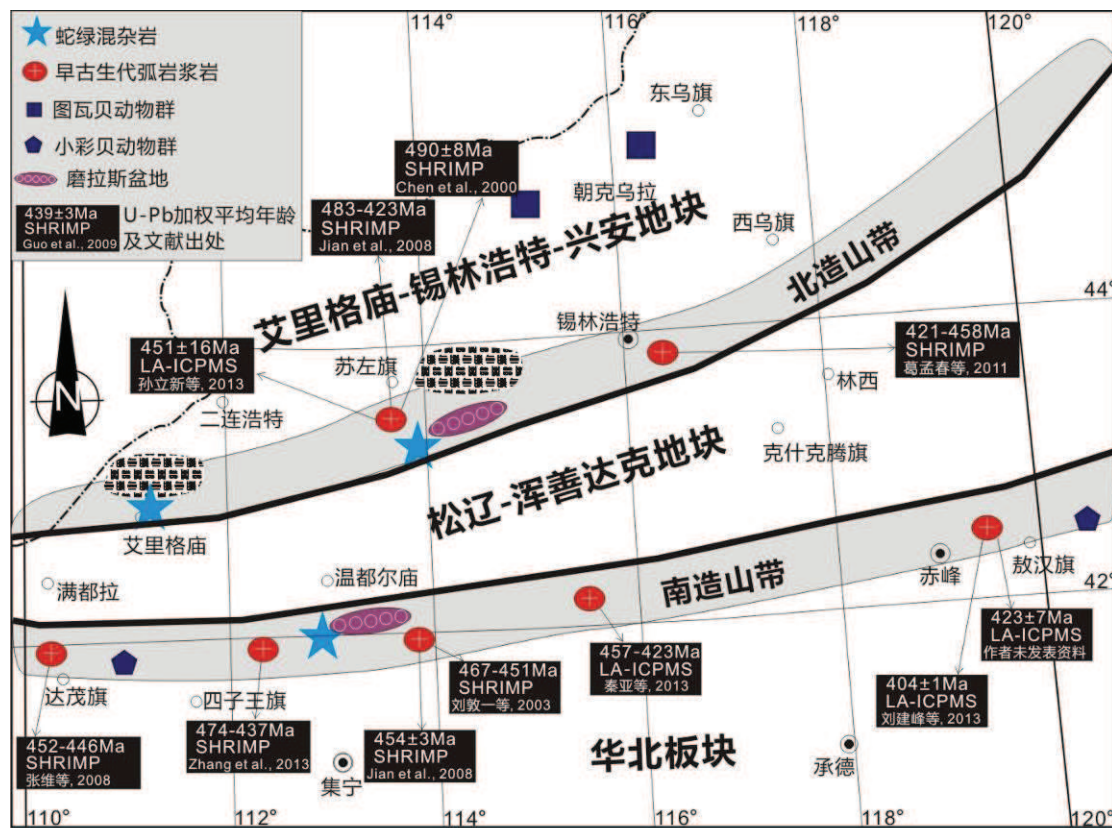 114°
116°
118°
120°
蛇绿混杂岩
早古生代弧岩浆岩
图瓦贝动物群
小彩贝动物群
磨拉斯盆地
439±3Ma
SHRIMP
Guo et al., 2009
U-Pb加权平均年龄
及文献出处
东乌旗
490±8Ma
SHRIMP
Chen et al., 2000
朝克乌拉
483-423Ma
SHRIMP
Jian et al., 2008
西乌旗
艾里格庙-锡林浩特-兴安地块
北造山带
44°
锡林浩特
451±16Ma
LA-ICPMS
孙立新等, 2013
苏左旗
421-458Ma
SHRIMP
葛孟春等, 2011
林西
N
二连浩特
克什克腾旗
松辽-浑善达克地块
艾里格庙
满都拉
温都尔庙
南造山带
赤峰
敖汉旗
42°
达茂旗
四子王旗
467-451Ma
SHRIMP
刘敦一等, 2003
457-423Ma
LA-ICPMS
秦亚等, 2013
423±7Ma
LA-ICPMS
作者未发表资料
404±1Ma
LA-ICPMS
刘建峰等, 2013
452-446Ma
SHRIMP
张维等, 2008
474-437Ma
SHRIMP
Zhang et al., 2013
454±3Ma
SHRIMP
Jian et al., 2008
集宁
华北板块
承德
110°
112°
114°
116°
118°
120°